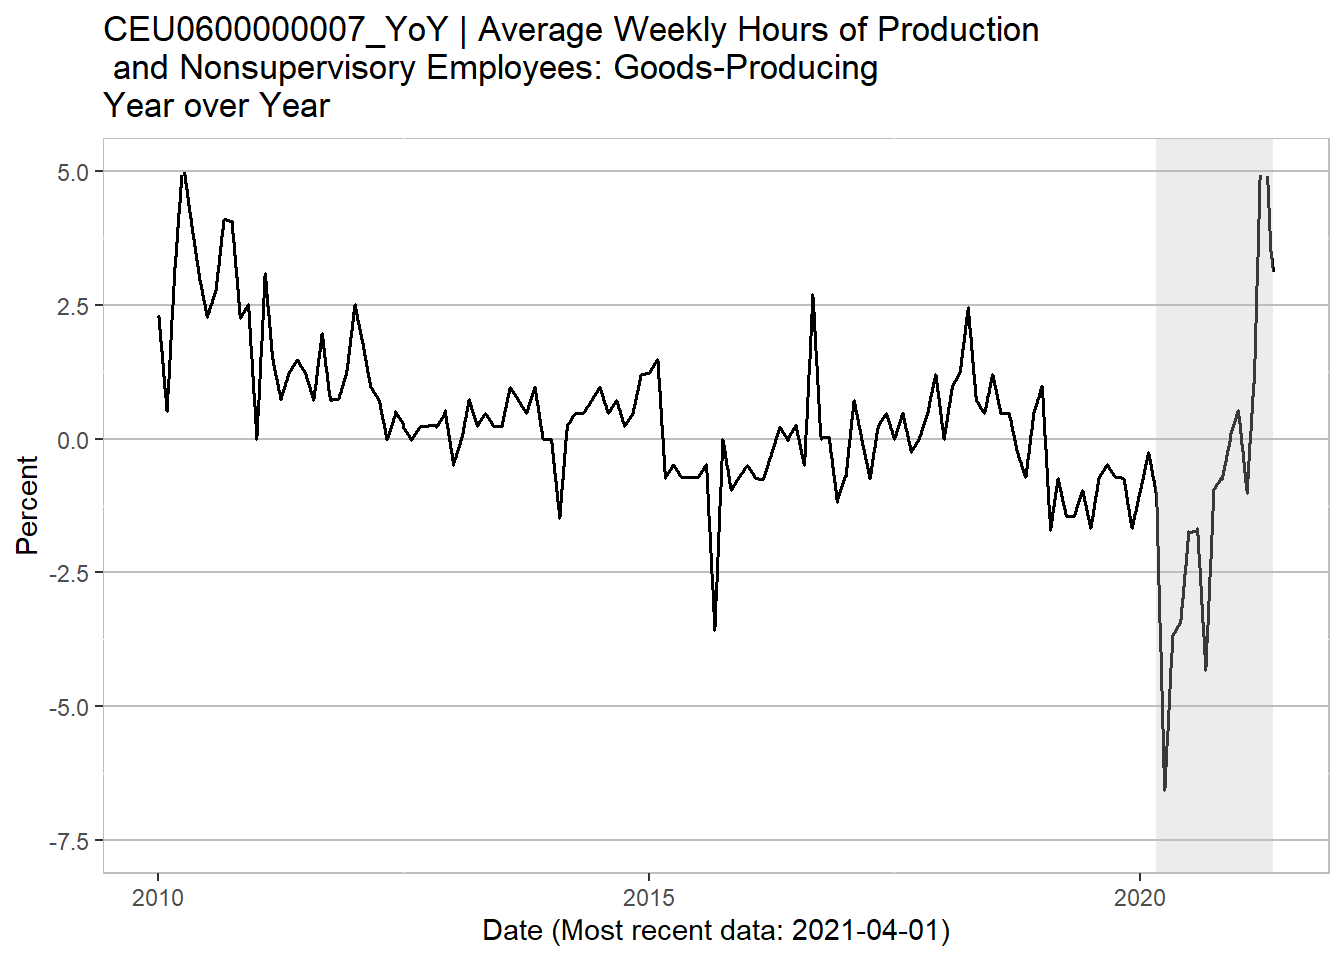 CEU0600000007_YoY | Average Weekly Hours of Production
and Nonsupervisory Employees: Goods-Producing
Year over Year
5.0
2.5
0.0
-2.5
-5.0
-7.5
Percent
2010 2015 2020
Date (Most recent data: 2021-04-01)